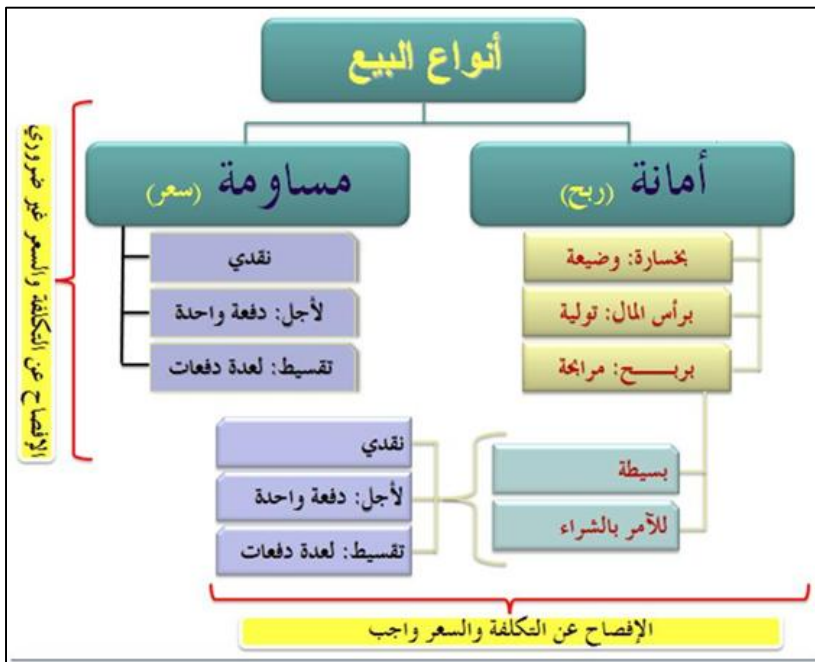 أنواع البيع
أمانة (ربح)
بخسارة: وضيعة
برأس المال: تولية
بربـــــح: مرابحة
بسيطة
للآمر بالشراء
نقدي
لأجل: دفعة واحدة
تقسيط: لعدة دفعات
الإفصاح عن التكلفة والسعر واجب
مساومة (سعر)
نقدي
لأجل: دفعة واحدة
تقسيط: لعدة دفعات
الإفصاح عن التكلفة والسعر غير ضروري